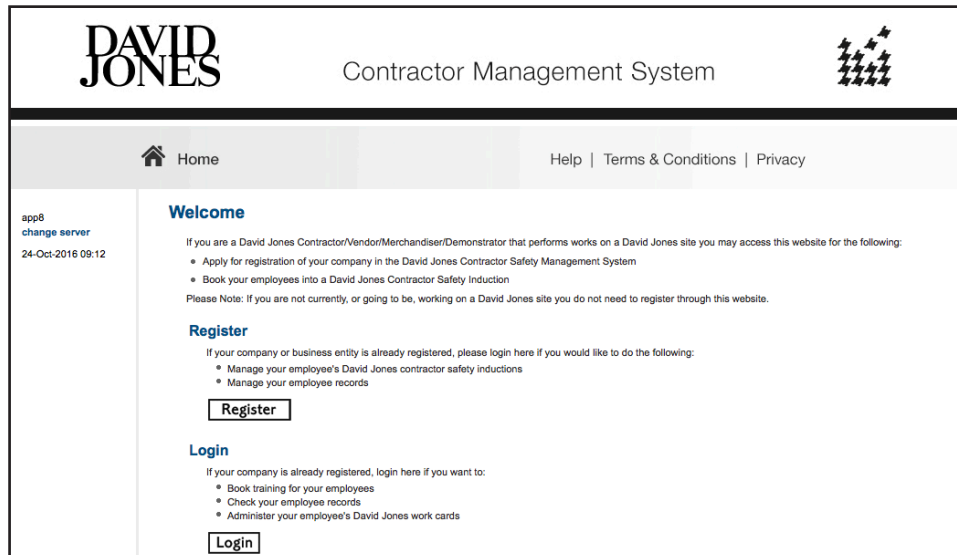 DAVID
JONES
Contractor Management System
Home
Help | Terms & Conditions | Privacy
app8
change server
24-Oct-2016 09:12
Welcome
If you are a David Jones Contractor/Vendor/Merchandiser/Demonstrator that performs works on a David Jones site you may access this website for the following:
Apply for registration of your company in the David Jones Contractor Safety Management System
Book your employees into a David Jones Contractor Safety Induction
Please Note: If you are not currently, or going to be, working on a David Jones site you do not need to register through this website.
Register
If your company or business entity is already registered, please login here if you would like to do the following:
Manage your employee's David Jones contractor safety inductions
Manage your employee records
Register
Login
If your company is already registered, login here if you want to:
Book training for your employees
Check your employee records
Administer your employee's David Jones work cards
Login